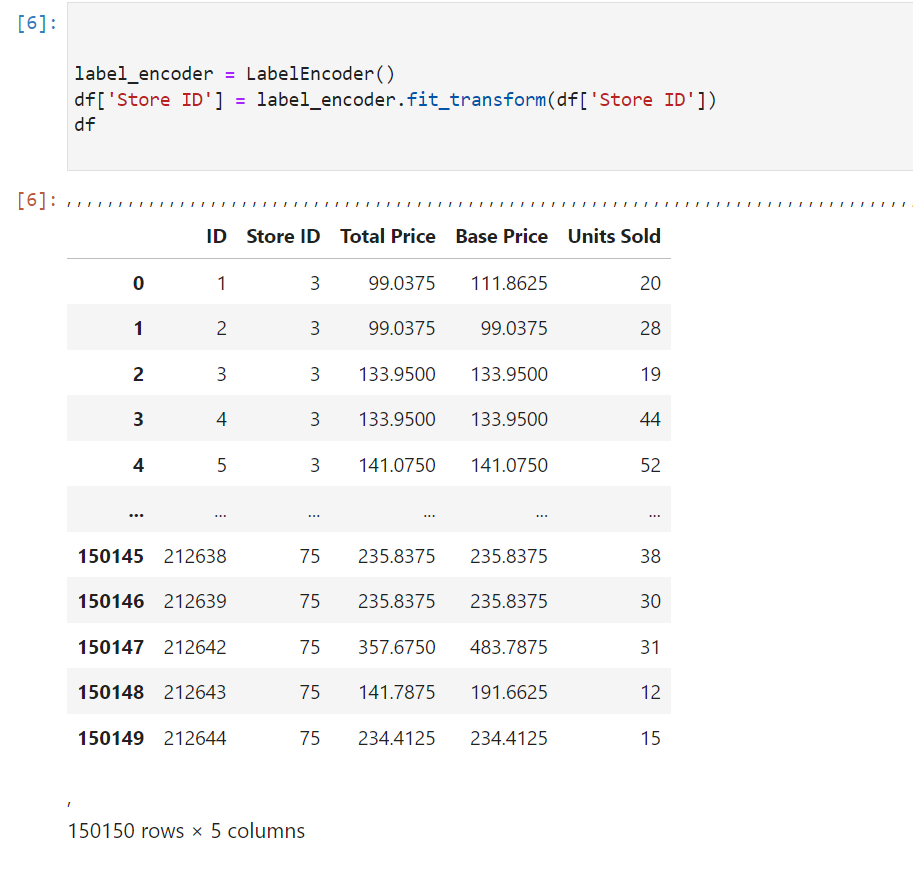 [6]:
label_encoder = LabelEncoder()
df['Store ID'] = label_encoder.fit_transform(df['Store ID'])
df
[6]: ,,,,,,,,,,,,,,,,,,,,,,,,,,,,,,,,,,,,,,,,,,,,,,,,,,,,,,,,,,,,,,,,,,,,,,,,,,,,,,,,,,,
ID Store ID Total Price Base Price Units Sold
0 1 3 99.0375 111.8625 20
1 2 3 99.0375 99.0375 28
2 3 3 133.9500 133.9500 19
3 4 3 133.9500 133.9500 44
4 5 3 141.0750 141.0750 52
... ... ... ... ... ...
150145 212638 75 235.8375 235.8375 38
150146 212639 75 235.8375 235.8375 30
150147 212642 75 357.6750 483.7875 31
150148 212643 75 141.7875 191.6625 12
150149 212644 75 234.4125 234.4125 15
,
150150 rows × 5 columns